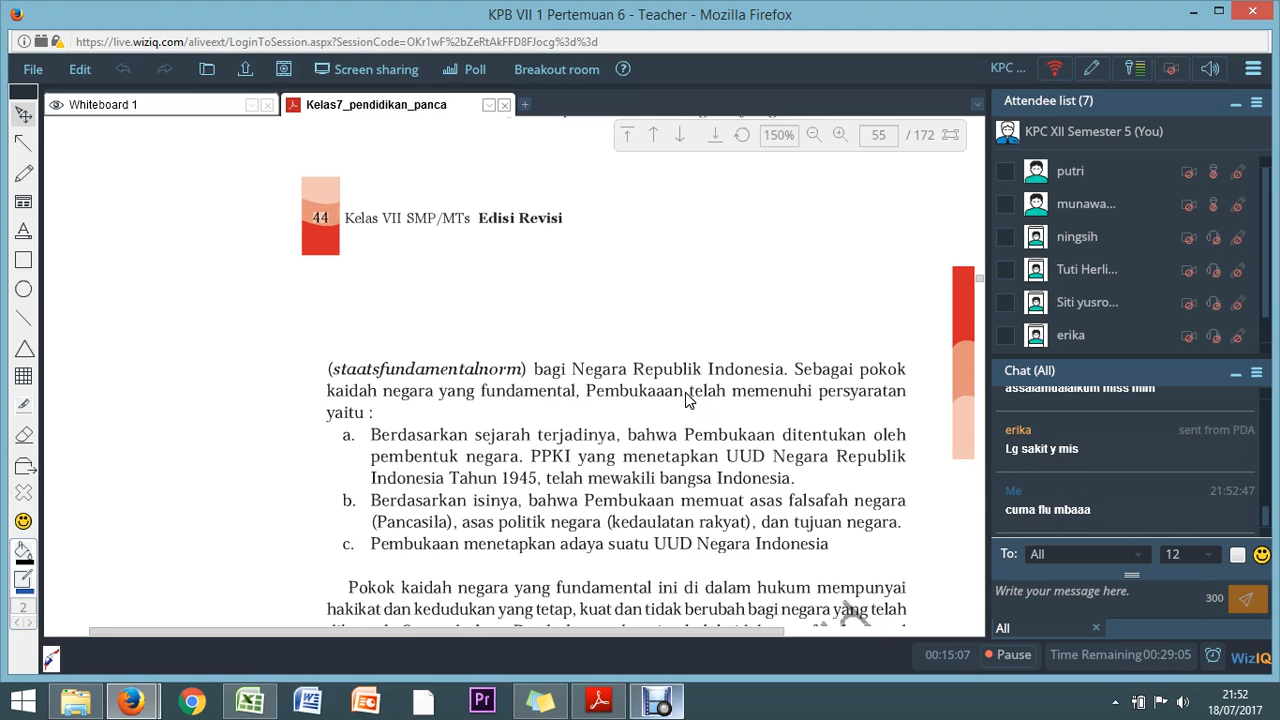 KPB VII 1 Pertemuan 6 - Teacher - Mozilla Firefox
https://live.wiziq.com/aliveext/LoginToSession.aspx?SessionCode=OKr1wF%2bZeRtAkFFD8FJocg%3d%3d
File Edit Screen sharing Poll Breakout room ? KPC ...
Whiteboard 1 Kelas7_pendidikan_panca +
Attendee list (7)
150% 55 / 172
KPC XII Semester 5 (You)
putri
munawa...
ningsih
Tuti Herli...
Siti yusro...
erika
44 Kelas VII SMP/MTs Edisi Revisi
(staatsfundamentalnorm) bagi Negara Republik Indonesia. Sebagai pokok
kaidah negara yang fundamental, Pembukaaan telah memenuhi persyaratan
yaitu :
a. Berdasarkan sejarah terjadinya, bahwa Pembukaan ditentukan oleh
pembentuk negara. PPKI yang menetapkan UUD Negara Republik
Indonesia Tahun 1945, telah mewakili bangsa Indonesia.
b. Berdasarkan isinya, bahwa Pembukaan memuat asas falsafah negara
(Pancasila), asas politik negara (kedaulatan rakyat), dan tujuan negara.
c. Pembukaan menetapkan adaya suatu UUD Negara Indonesia
Pokok kaidah negara yang fundamental ini di dalam hukum mempunyai
hakikat dan kedudukan yang tetap, kuat dan tidak berubah bagi negara yang telah
Chat (All)
assalamualaikum miss mim
erika sent from PDA
Lg sakit y mis
Me 21:52:47
cuma flu mbaaa
To: All 12
Write your message here. 300
All
2
00:15:07 Pause Time Remaining 00:29:05 WizIQ
Pr
21:52
18/07/2017